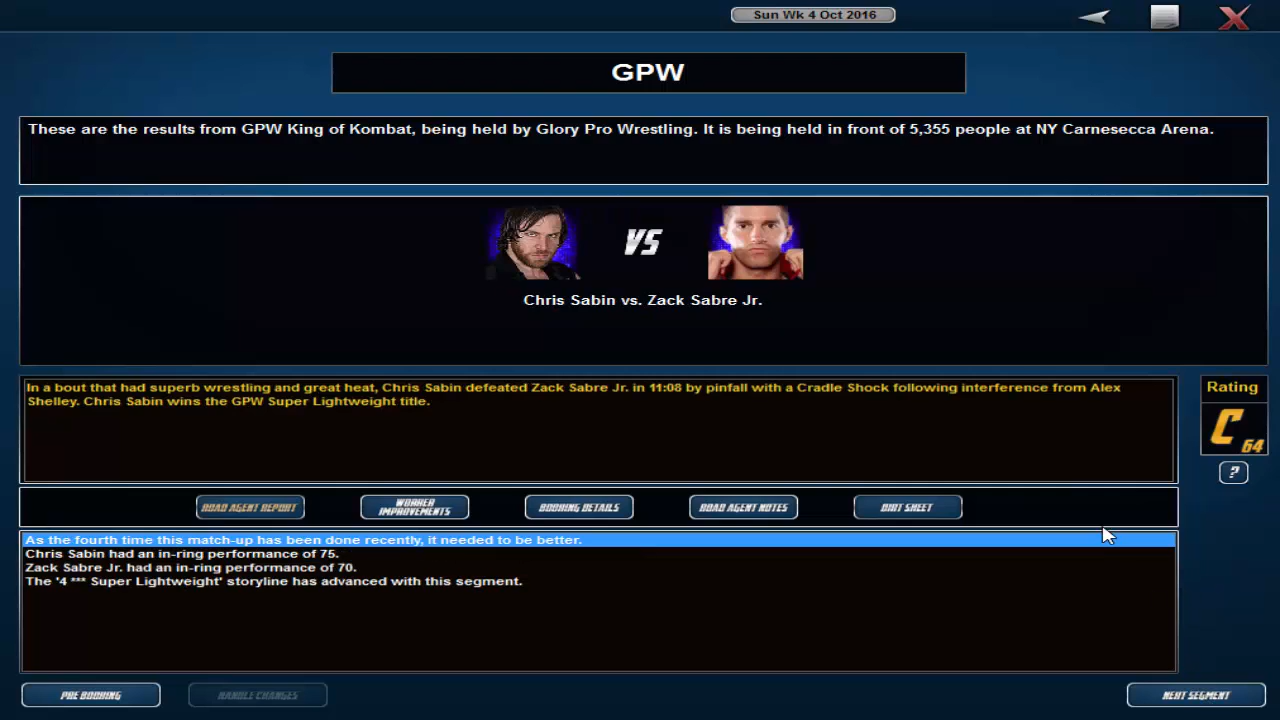 Sun Wk 4 Oct 2016
GPW
These are the results from GPW King of Kombat, being held by Glory Pro Wrestling. It is being held in front of 5,355 people at NY Carnesecca Arena.
VS
Chris Sabin vs. Zack Sabre Jr.
In a bout that had superb wrestling and great heat, Chris Sabin defeated Zack Sabre Jr. in 11:08 by pinfall with a Cradle Shock following interference from Alex
Shelley. Chris Sabin wins the GPW Super Lightweight title.
Rating
C 64
?
ROAD AGENT REPORT
WORKER
IMPROVEMENTS
BOOKING DETAILS
ROAD AGENT NOTES
DIRT SHEET
As the fourth time this match-up has been done recently, it needed to be better.
Chris Sabin had an in-ring performance of 75.
Zack Sabre Jr. had an in-ring performance of 70.
The '4 *** Super Lightweight' storyline has advanced with this segment.
PRE BOOKING
HANDLE CHANGES
NEXT SEGMENT